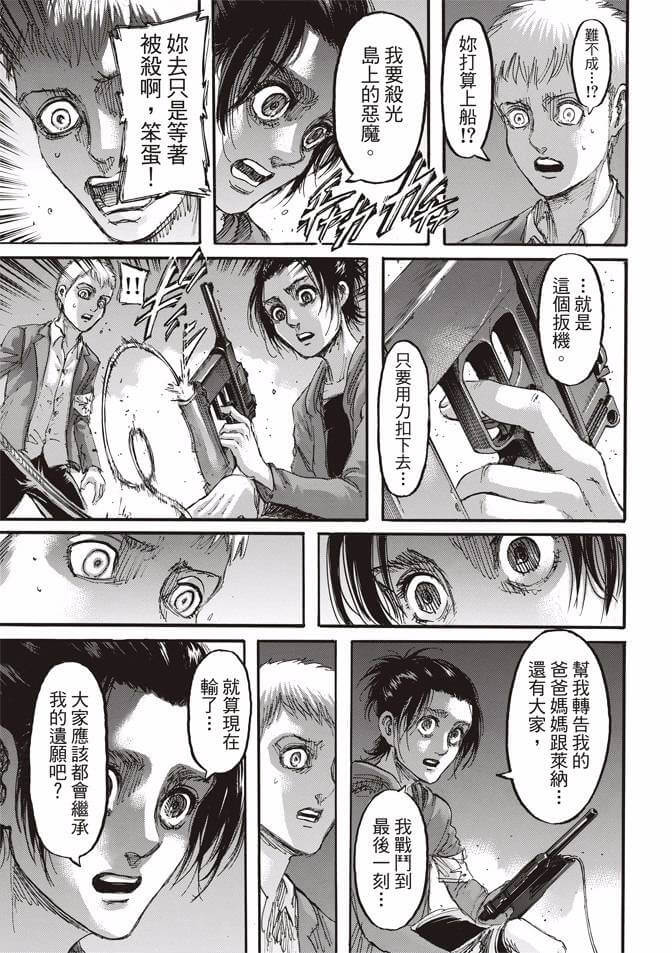 難不成…!?
妳打算上船!?
我要殺光
島上的惡魔。
妳去只是等著
被殺啊，笨蛋！
…就是
這個扳機。
只要用力扣下去…
!!!
幫我轉告我的
爸爸媽媽跟萊納…
還有大家，
我戰鬥到
最後一刻…
就算現在
輸了…
大家應該都會繼承
我的遺願吧？